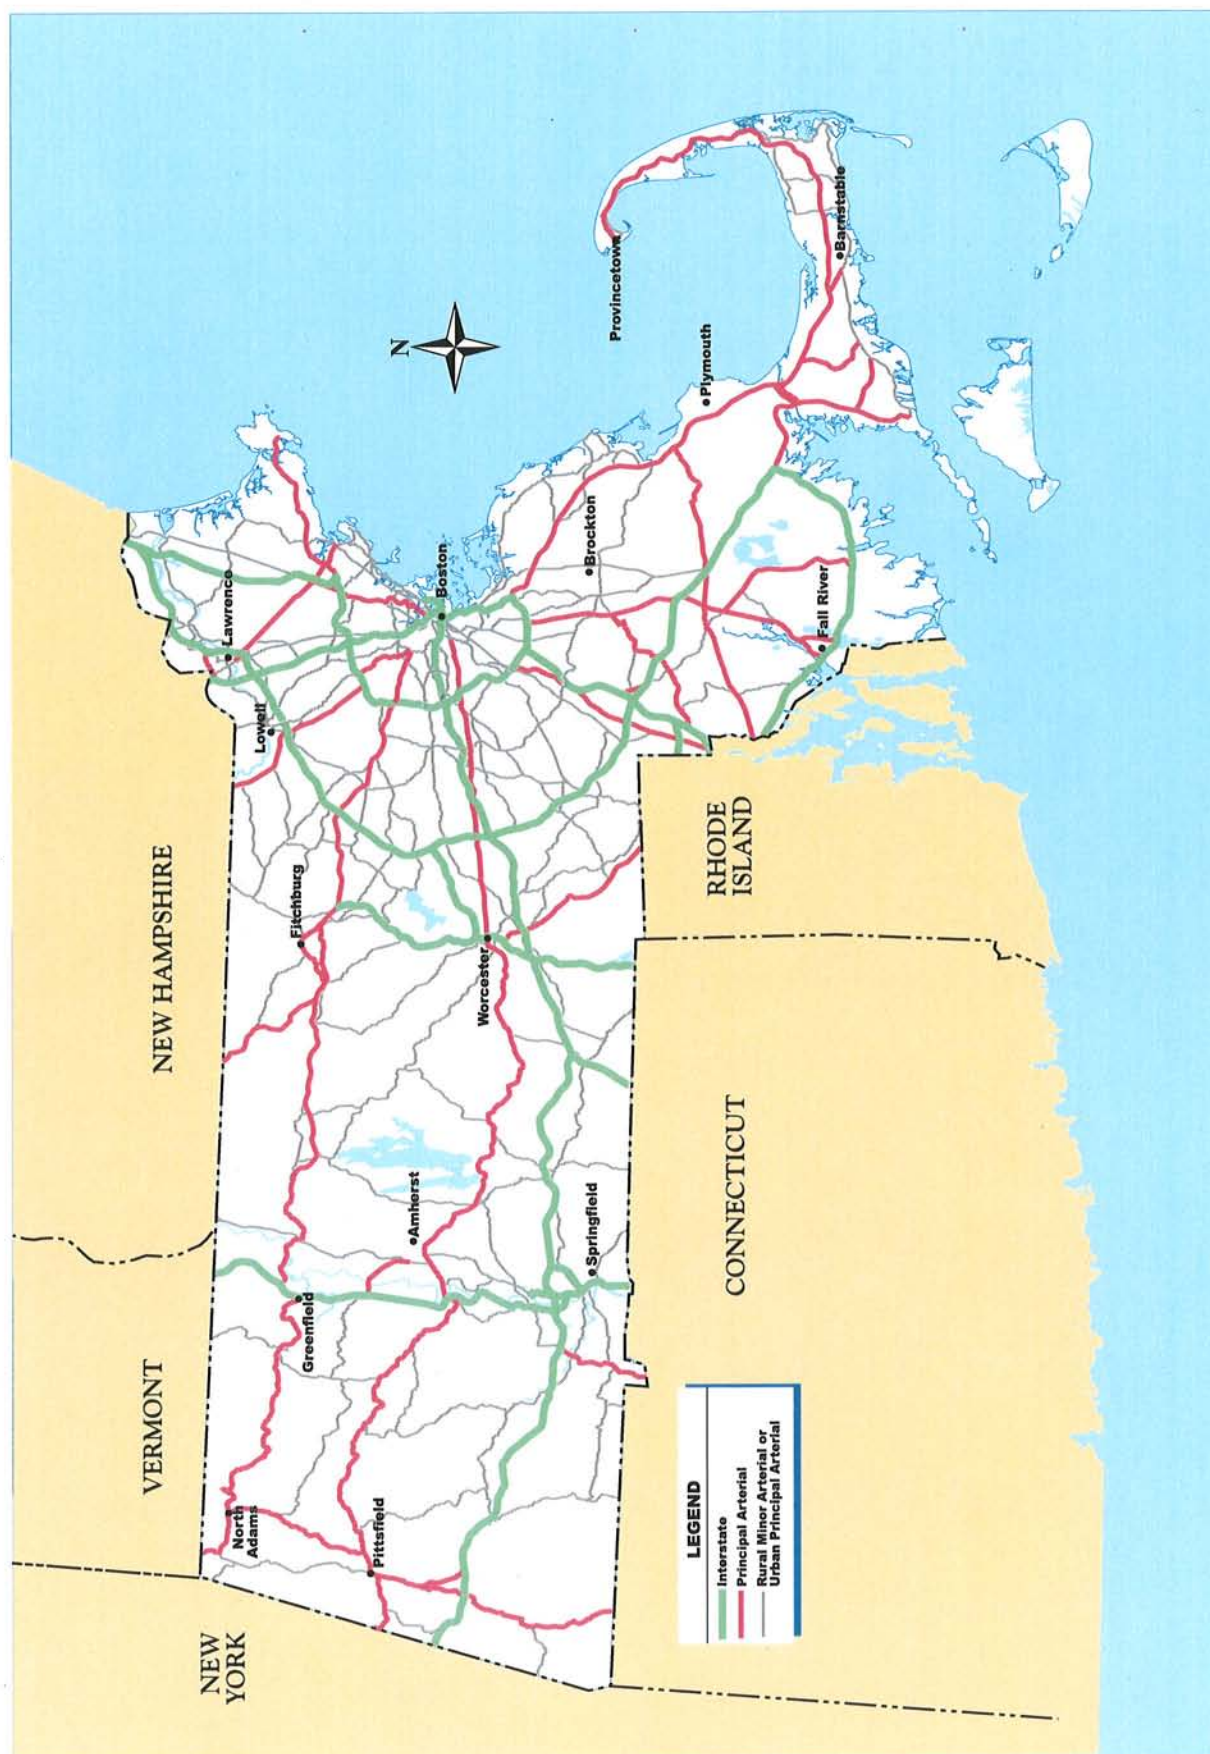 VERMONT
NEW HAMPSHIRE
NEW
YORK
North
Adams
Greenfield
Fitchburg
Lowell
Lawrence
Pittsfield
Amherst
Worcester
Boston
N
Springfield
Brockton
Provincetown
Plymouth
Fall River
Barnstable
CONNECTICUT
RHODE
ISLAND
LEGEND
Interstate
Principal Arterial
Rural Minor Arterial or
Urban Principal Arterial